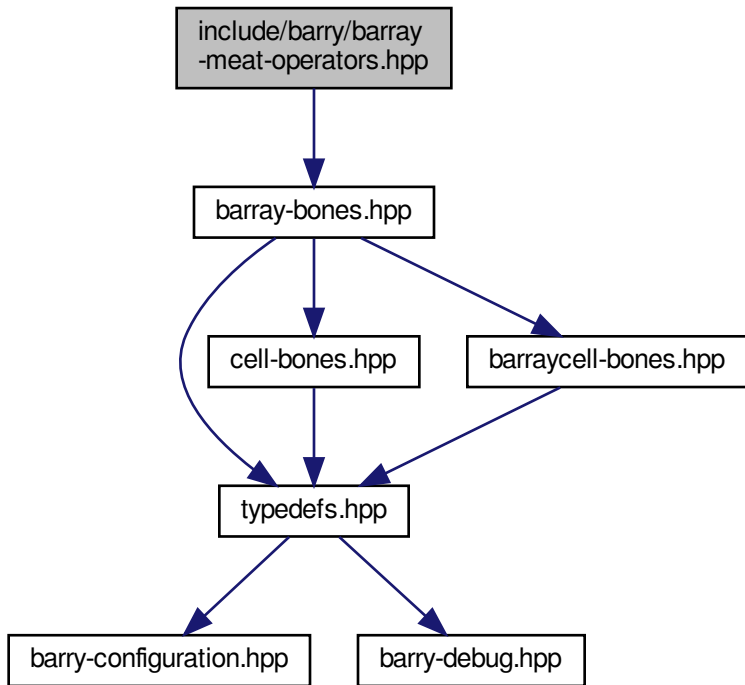 include/barry/barray
-meat-operators.hpp
barray-bones.hpp
cell-bones.hpp
barraycell-bones.hpp
typedefs.hpp
barry-configuration.hpp
barry-debug.hpp